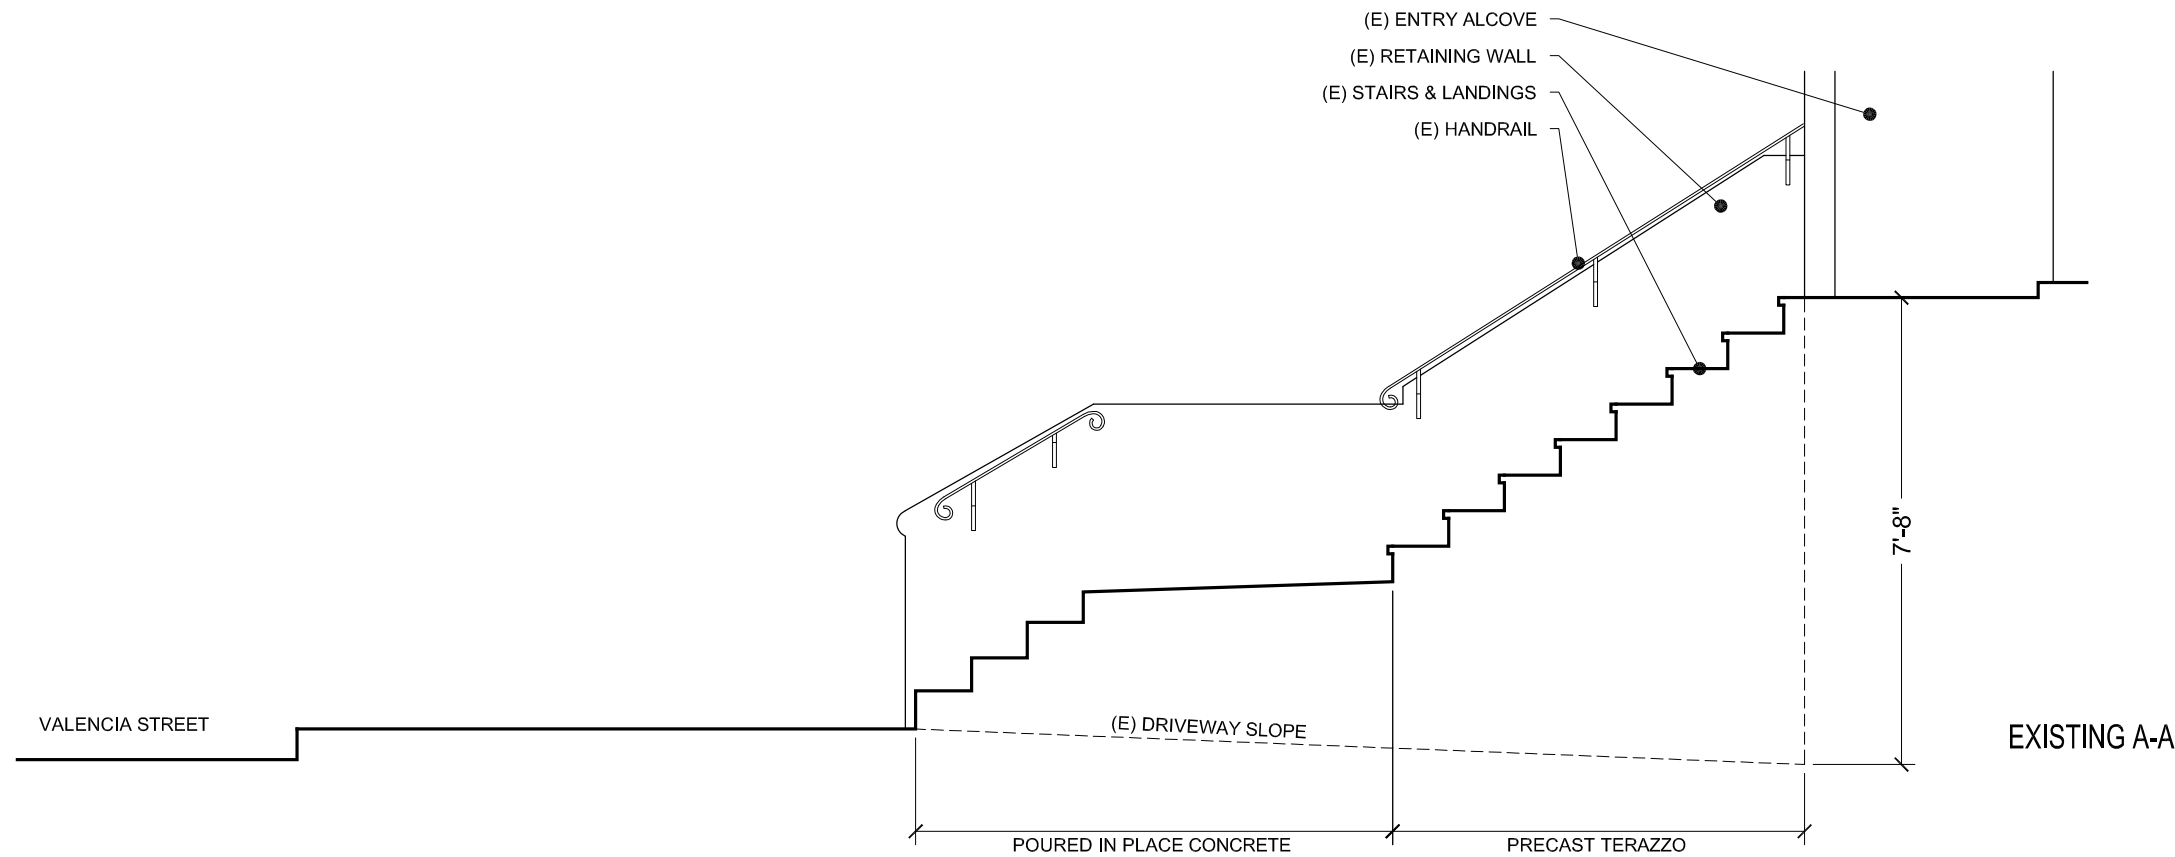 (E) ENTRY ALCOVE
(E) RETAINING WALL
(E) STAIRS & LANDINGS
(E) HANDRAIL
7'-8"
VALENCIA STREET
(E) DRIVEWAY SLOPE
EXISTING A-A
POURED IN PLACE CONCRETE
PRECAST TERAZZO